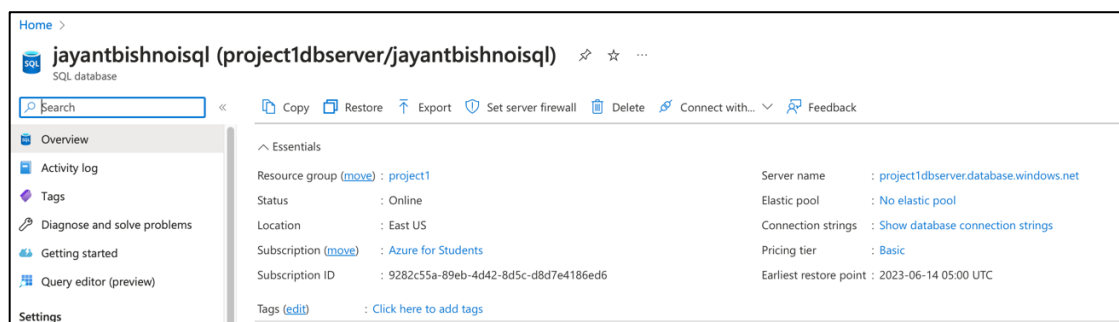 Home >
jayantbishnoisql (project1dbserver/jayantbishnoisql)
SQL
SQL database
Search
Copy Restore Export Set server firewall Delete Connect with... Feedback
Overview
Activity log
Tags
Diagnose and solve problems
Getting started
Query editor (preview)
Settings
Essentials
Resource group (move) : project1
Status : Online
Location : East US
Subscription (move) : Azure for Students
Subscription ID : 9282c55a-89eb-4d42-8d5c-d8d7e4186ed6
Server name : project1dbserver.database.windows.net
Elastic pool : No elastic pool
Connection strings : Show database connection strings
Pricing tier : Basic
Earliest restore point : 2023-06-14 05:00 UTC
Tags (edit) : Click here to add tags